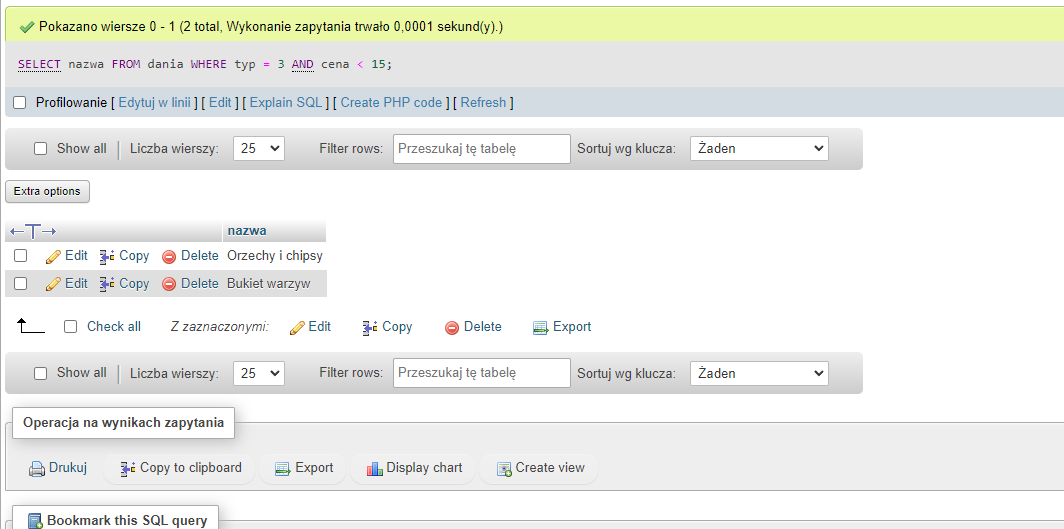 Pokazano wiersze 0 - 1 (2 total, Wykonanie zapytania trwało 0,0001 sekund(y).)
SELECT nazwa FROM dania WHERE typ = 3 AND cena < 15;
Profilowanie [ Edytuj w linii ] [ Edit ] [ Explain SQL ] [ Create PHP code ] [ Refresh ]
Show all | Liczba wierszy: 25 Filter rows: Przeszukaj tę tabelę Sortuj wg klucza: Żaden
Extra options
←T→ nazwa
Edit Copy Delete Orzechy i chipsy
Edit Copy Delete Bukiet warzyw
Check all Z zaznaczonymi: Edit Copy Delete Export
Show all | Liczba wierszy: 25 Filter rows: Przeszukaj tę tabelę Sortuj wg klucza: Żaden
Operacja na wynikach zapytania
Drukuj Copy to clipboard Export Display chart Create view
Bookmark this SQL query